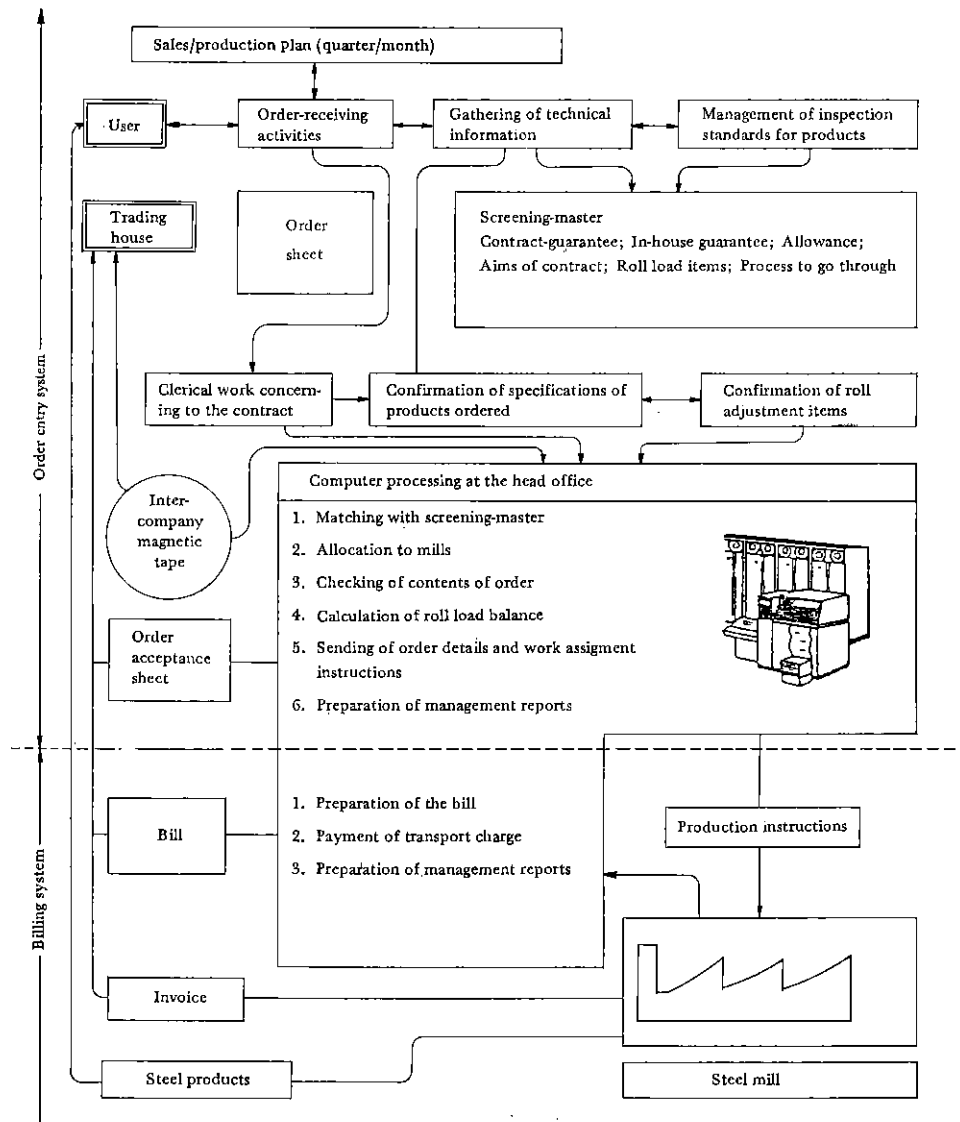 Sales/production plan (quarter/month)
User
Order-receiving
activities
Gathering of technical
information
Management of inspection
standards for products
Trading
house
Order
sheet
Screening-master
Contract-guarantee; In-house guarantee; Allowance;
Aims of contract; Roll load items; Process to go through
Order entry system
Clerical work concern-
ing to the contract
Confirmation of specifications of
products ordered
Confirmation of roll
adjustment items
Inter-
company
magnetic
tape
Computer processing at the head office
1. Matching with screening-master
2. Allocation to mills
3. Checking of contents of order
4. Calculation of roll load balance
5. Sending of order details and work assigment
instructions
6. Preparation of management reports
Order
acceptance
sheet
Billing system
Bill
1. Preparation of the bill
2. Payment of transport charge
3. Preparation of management reports
Production instructions
Invoice
Steel products
Steel mill